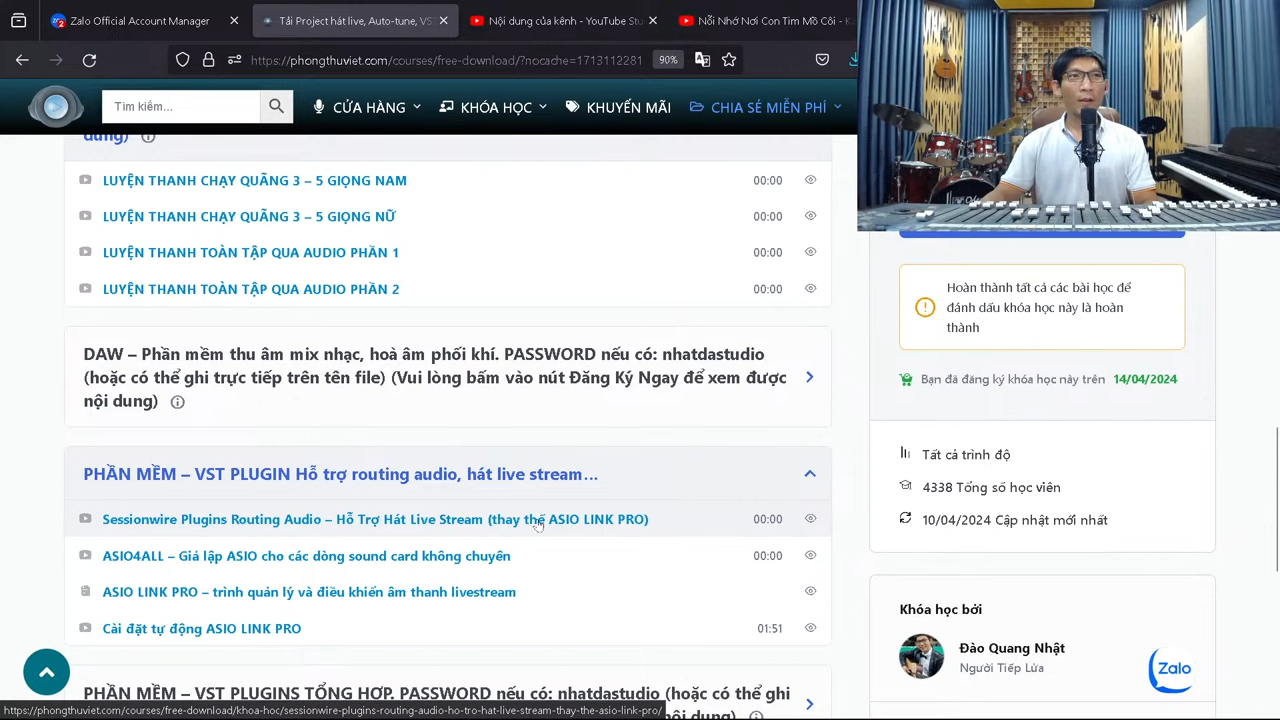 Zalo Official Account Manager
Tải Project hát live, Auto-tune, VST
Nội dung của kênh - YouTube Stu
Nỗi Nhớ Nơi Con Tim Mồ Côi - K
https://phongthuviet.com/courses/free-download/?nocache=1713112281
90%
Tìm kiếm...
CỬA HÀNG
KHÓA HỌC
KHUYẾN MÃI
CHIA SẺ MIỄN PHÍ
dung)
LUYỆN THANH CHẠY QUÃNG 3 – 5 GIỌNG NAM 00:00
LUYỆN THANH CHẠY QUÃNG 3 – 5 GIỌNG NỮ 00:00
LUYỆN THANH TOÀN TẬP QUA AUDIO PHẦN 1 00:00
LUYỆN THANH TOÀN TẬP QUA AUDIO PHẦN 2 00:00
DAW – Phần mềm thu âm mix nhạc, hoà âm phối khí. PASSWORD nếu có: nhatdastudio
(hoặc có thể ghi trực tiếp trên tên file) (Vui lòng bấm vào nút Đăng Ký Ngay để xem được
nội dung)
PHẦN MỀM – VST PLUGIN Hỗ trợ routing audio, hát live stream...
Sessionwire Plugins Routing Audio – Hỗ Trợ Hát Live Stream (thay thế ASIO LINK PRO) 00:00
ASIO4ALL – Giả lập ASIO cho các dòng sound card không chuyên 00:00
ASIO LINK PRO – trình quản lý và điều khiển âm thanh livestream
Cài đặt tự động ASIO LINK PRO 01:51
PHẦN MỀM – VST PLUGINS TỔNG HỢP. PASSWORD nếu có: nhatdastudio (hoặc có thể ghi
nội dung)
https://phongthuviet.com/courses/free-download/khoa-hoc/sessionwire-plugins-routing-audio-ho-tro-hat-live-stream-thay-the-asio-link-pro/
Hoàn thành tất cả các bài học để
đánh dấu khóa học này là hoàn
thành
Bạn đã đăng ký khóa học này trên 14/04/2024
Tất cả trình độ
4338 Tổng số học viên
10/04/2024 Cập nhật mới nhất
Khóa học bởi
Đào Quang Nhật
Người Tiếp Lửa
Zalo